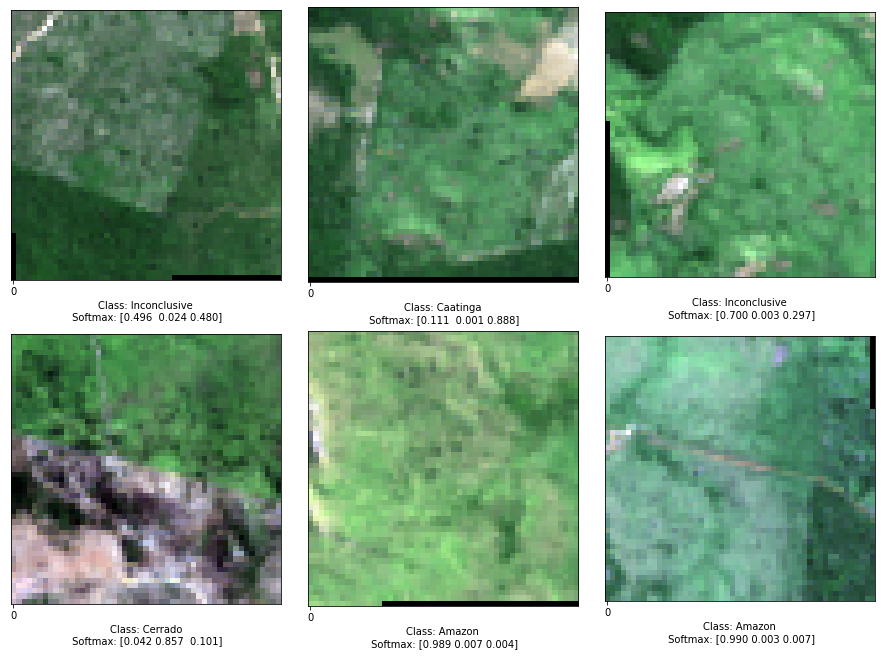 0
Class: Inconclusive
Softmax: [0.496  0.024 0.480]
0
Class: Caatinga
Softmax: [0.111  0.001 0.888]
0
Class: Inconclusive
Softmax: [0.700 0.003 0.297]
0
Class: Cerrado
Softmax: [0.042 0.857  0.101]
0
Class: Amazon
Softmax: [0.989 0.007 0.004]
0
Class: Amazon
Softmax: [0.990 0.003 0.007]